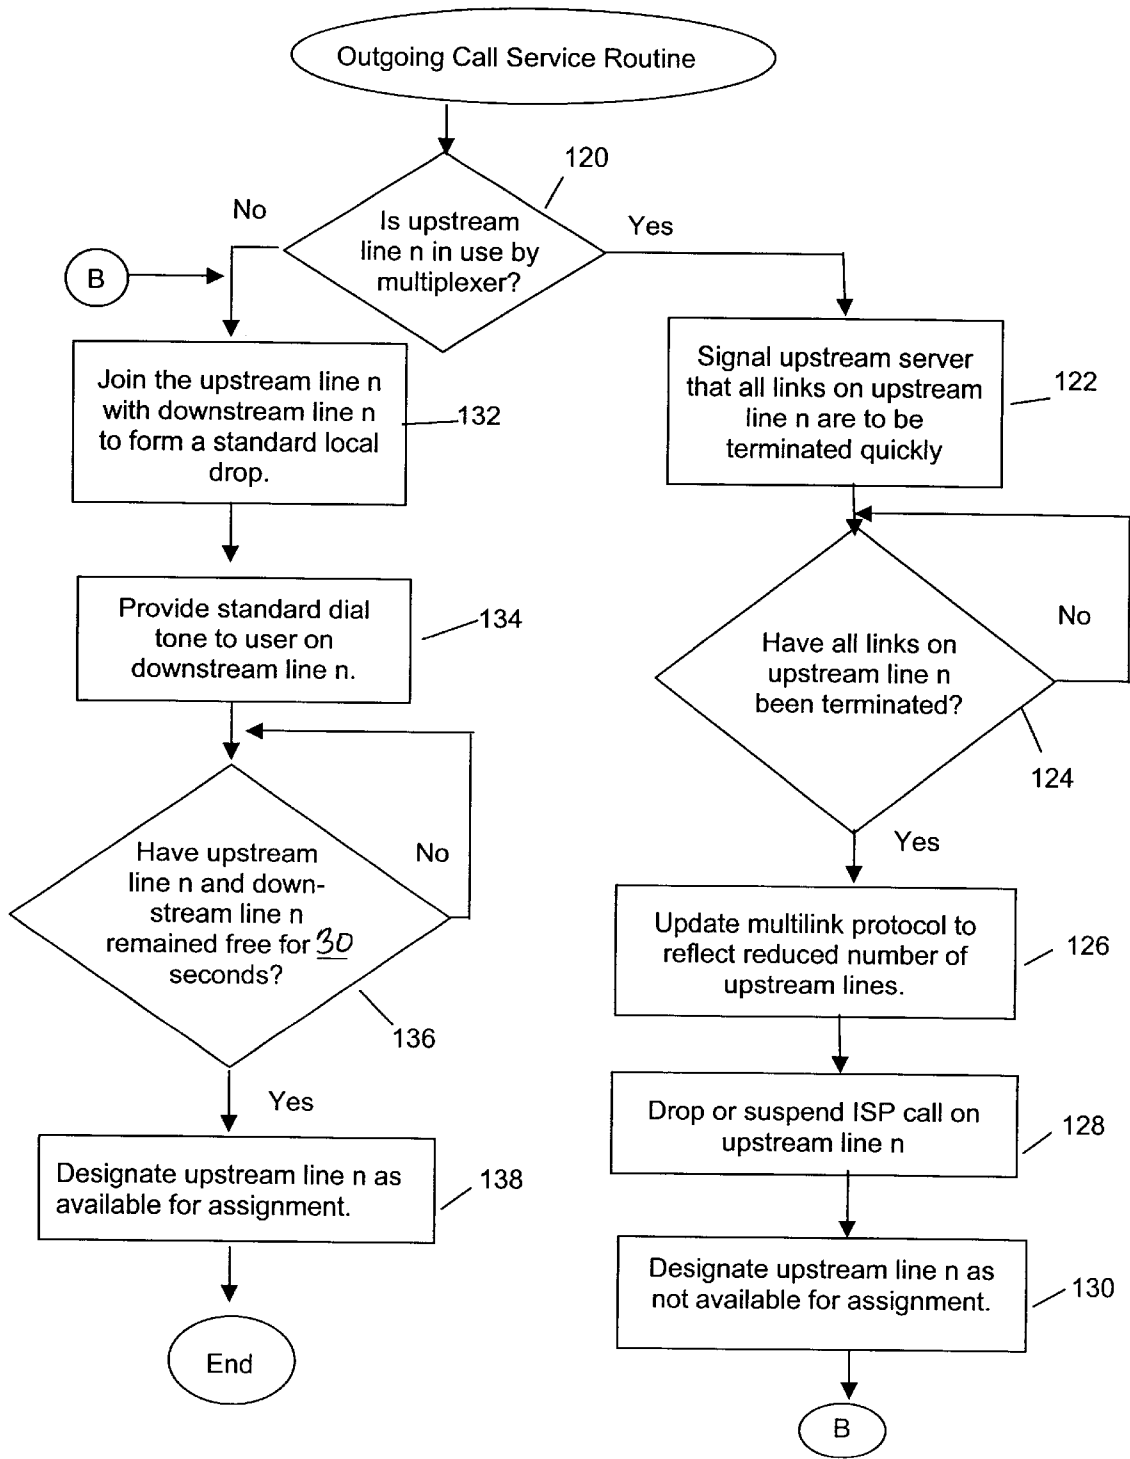 Outgoing Call Service Routine
120
No
Is upstream
line n in use by
multiplexer?
Yes
B
Join the upstream line n
with downstream line n
to form a standard local
drop.
132
Signal upstream server
that all links on upstream
line n are to be
terminated quickly
122
Provide standard dial
tone to user on
downstream line n.
134
Have all links on
upstream line n
been terminated?
No
124
Yes
Have upstream
line n and down-
stream line n
remained free for 30
seconds?
No
136
Yes
Update multilink protocol to
reflect reduced number of
upstream lines.
126
Drop or suspend ISP call on
upstream line n
128
Designate upstream line n as
available for assignment.
138
Designate upstream line n as
not available for assignment.
130
End
B